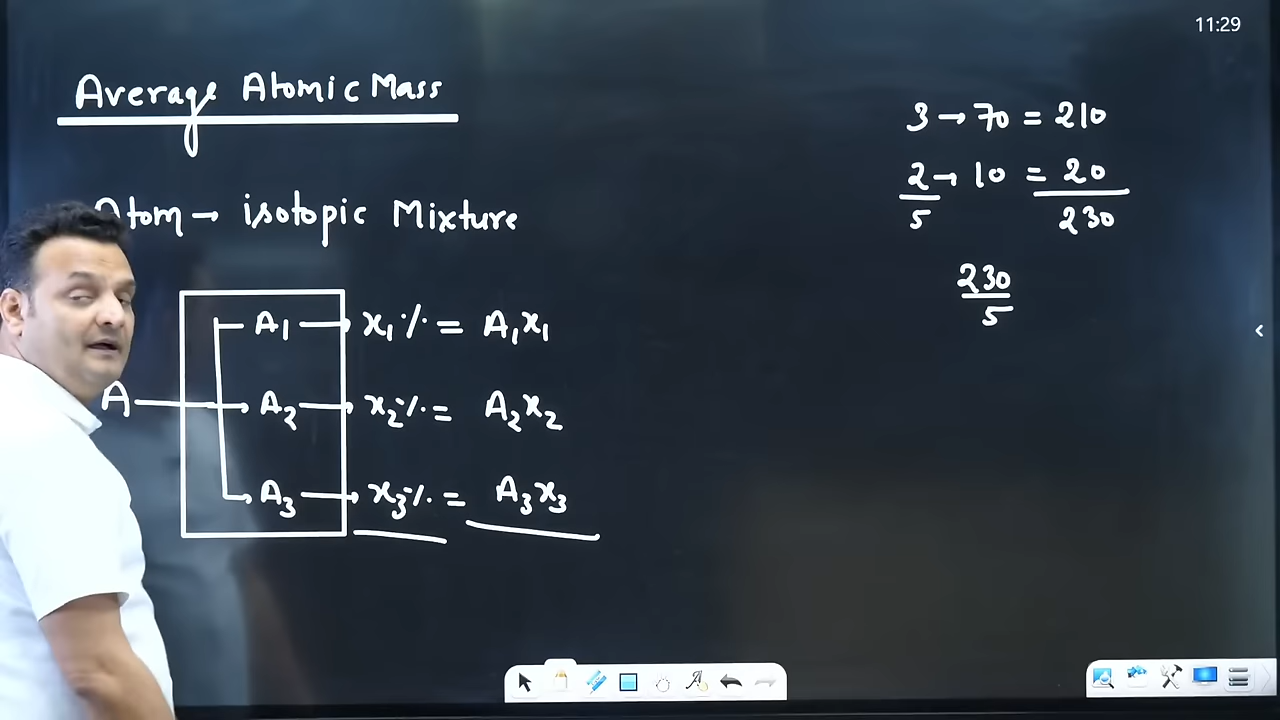 11:29
Average Atomic Mass
Atom → isotopic Mixture
A
A₁ → x₁% = A₁x₁
A₂ → x₂% = A₂x₂
A₃ → x₃% = A₃x₃
3 → 70 = 210
2 → 10 = 20
5 230
230
5